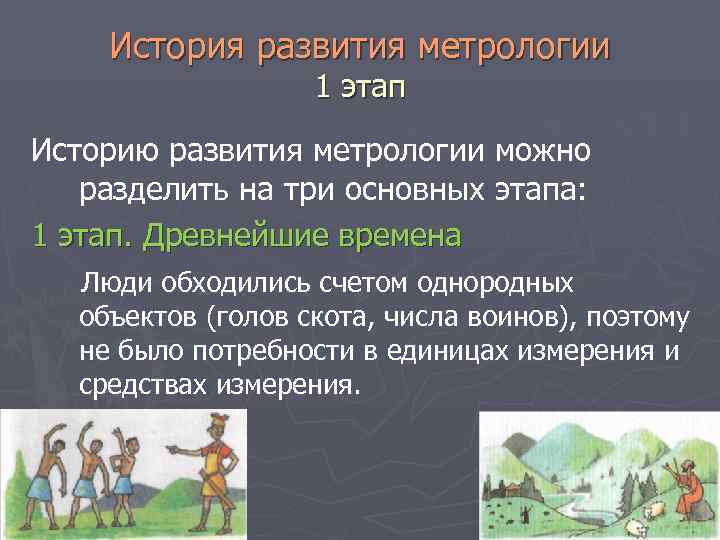 История развития метрологии
1 этап
Историю развития метрологии можно
разделить на три основных этапа:
1 этап. Древнейшие времена
Люди обходились счетом однородных
объектов (голов скота, числа воинов), поэтому
не было потребности в единицах измерения и
средствах измерения.